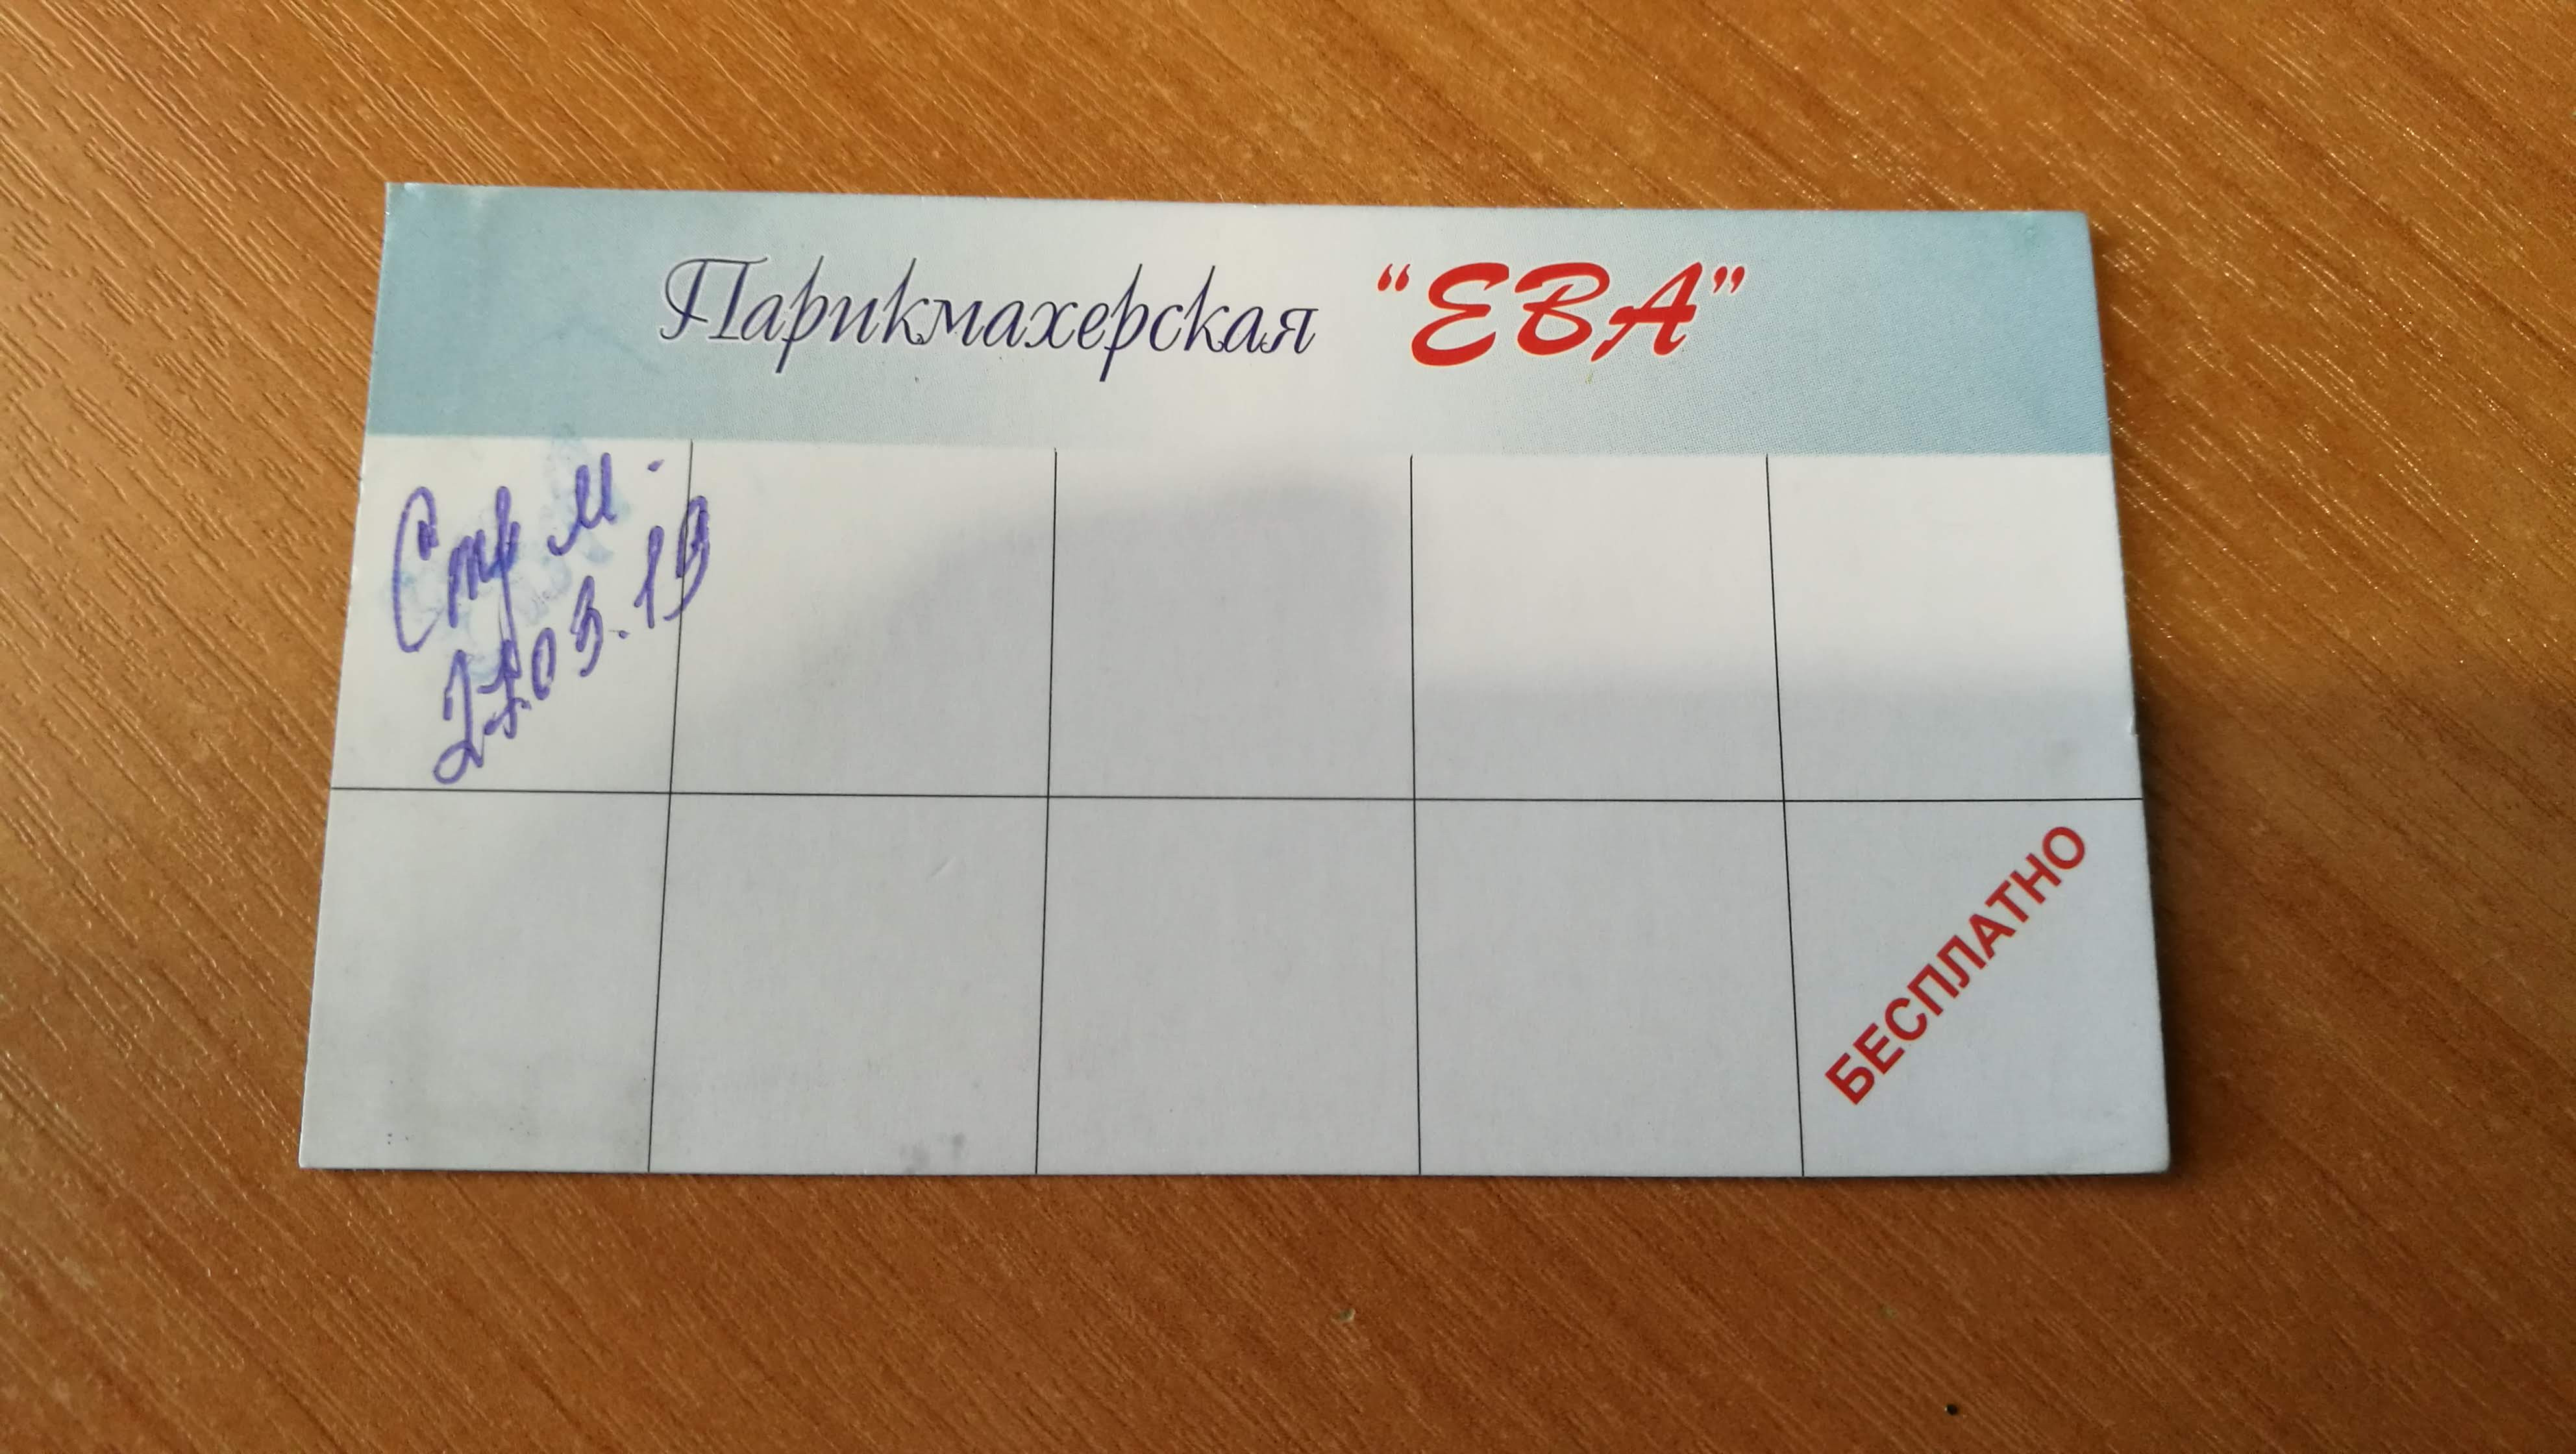 Парикмахерская “ЕВА”
Стр м.
27.03.19
БЕСПЛАТНО